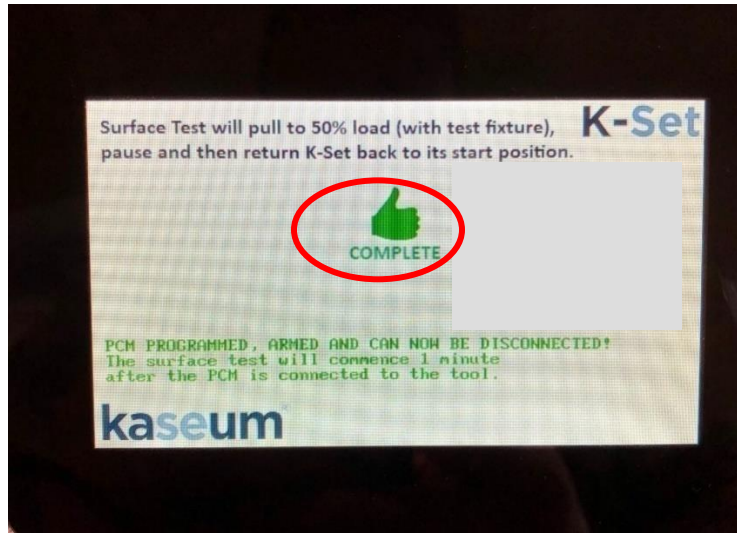 K-Set
Surface Test will pull to 50% load (with test fixture),
pause and then return K-Set back to its start position.
COMPLETE
PCM PROGRAMMED, ARMED AND CAN NOW BE DISCONNECTED!
The surface test will commence 1 minute
after the PCM is connected to the tool.
kaseum